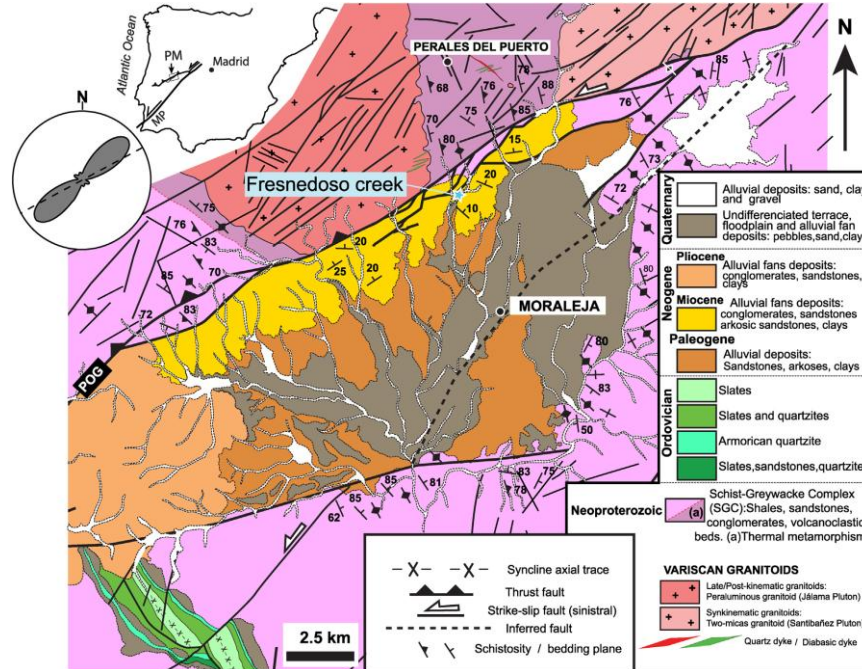 Atlantic Ocean
PM
Madrid
MP
N
N
PERALES DEL PUERTO
Fresnedoso creek
MORALEJA
POG
68
76
78
75
85
88
85
76
70
80
15
73
72
20
10
75
76
83
20
25
20
70
85
83
72
80
80
83
50
81
83
75
78
85
85
62
2.5 km
Syncline axial trace
Thrust fault
Strike-slip fault (sinistral)
Inferred fault
Schistosity / bedding plane
Quaternary
Alluvial deposits: sand, clay
and gravel
Undifferenciated terrace,
floodplain and alluvial fan
deposits: pebbles,sand,clay
Neogene
Pliocene
Alluvial fans deposits:
conglomerates, sandstones,
clays
Miocene
Alluvial fans deposits:
conglomerates, sandstones
arkosic sandstones, clays
Paleogene
Alluvial deposits:
Sandstones, arkoses, clays
Ordovician
Slates
Slates and quartzites
Armorican quartzite
Slates,sandstones,quartzite
Neoproterozoic
(a)
Schist-Greywacke Complex
(SGC):Shales, sandstones,
conglomerates, volcanoclastic
beds. (a)Thermal metamorphism
VARISCAN GRANITOIDS
Late/Post-kinematic granitoids:
Peraluminous granitoid (Jálama Pluton)
Synkinematic granitoids:
Two-micas granitoid (Santibañez Pluton)
Quartz dyke / Diabasic dyke